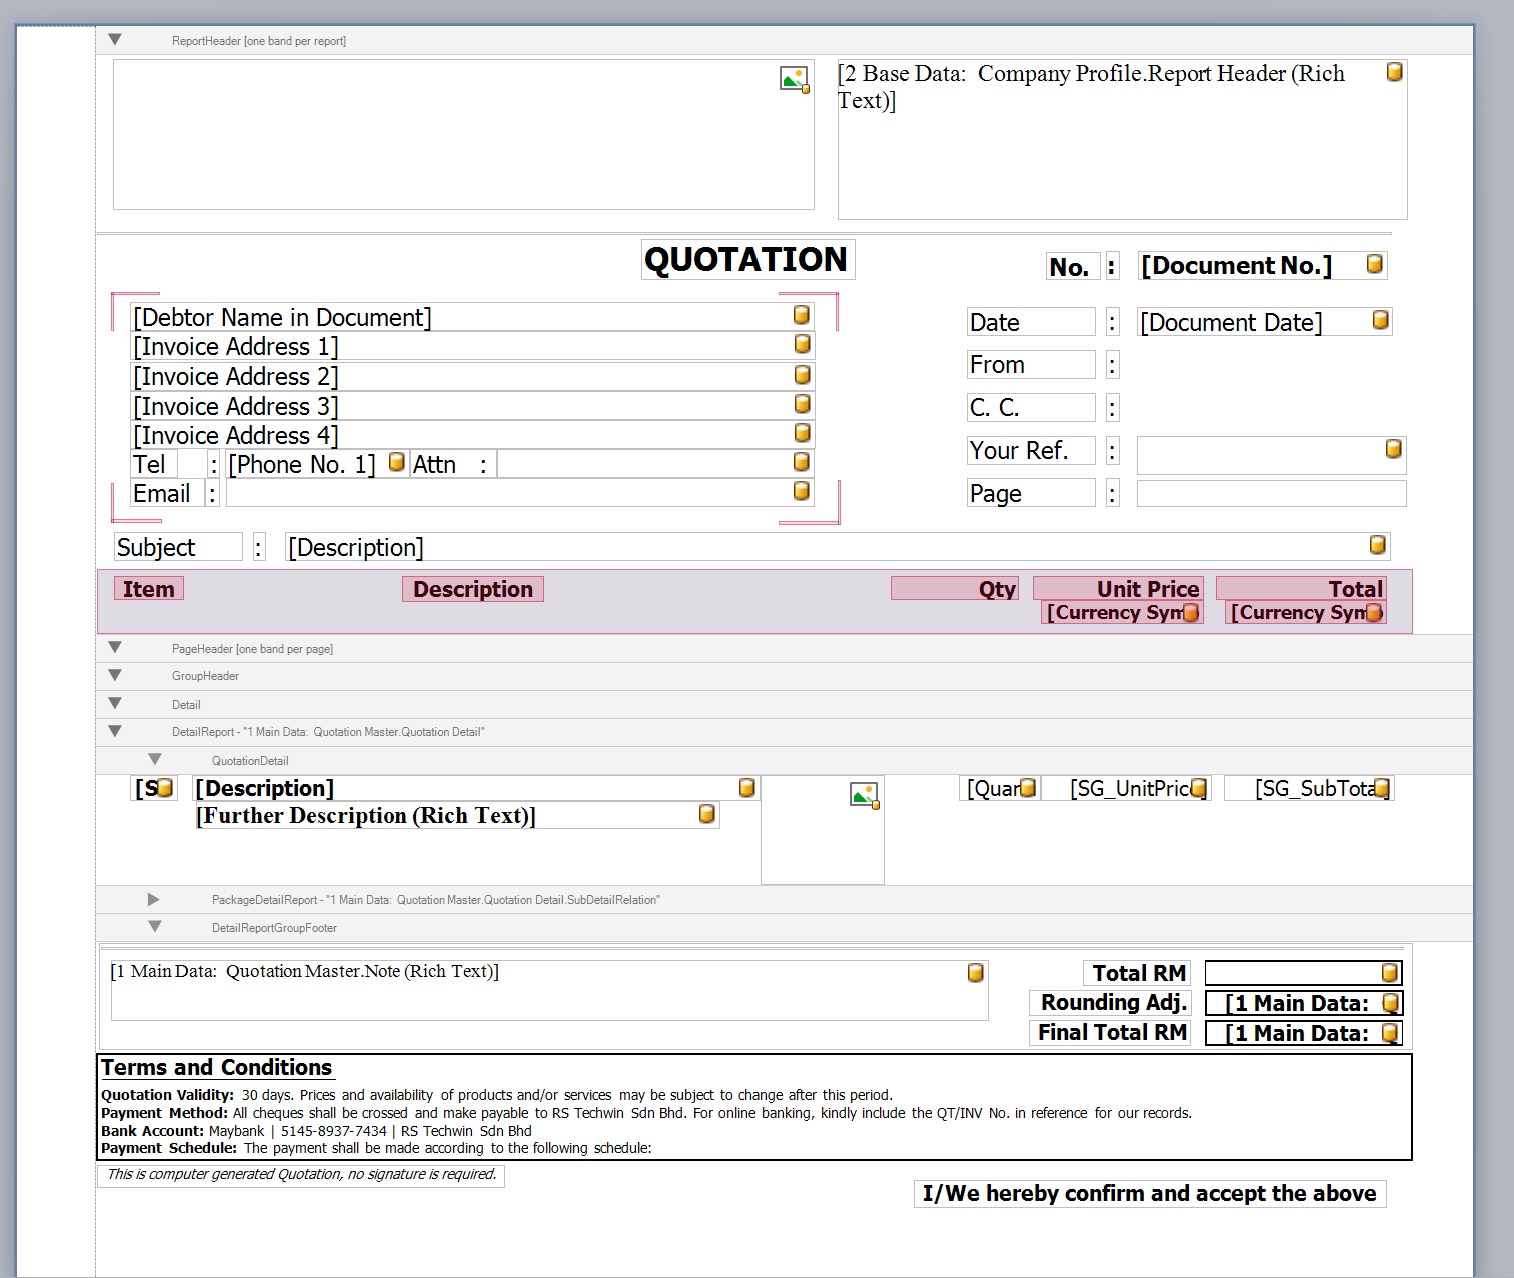 ReportHeader [one band per report]
[2 Base Data:  Company Profile.Report Header (Rich
Text)]
QUOTATION
No. : [Document No.]
[Debtor Name in Document]
[Invoice Address 1]
[Invoice Address 2]
[Invoice Address 3]
[Invoice Address 4]
Tel : [Phone No. 1] Attn :
Email :
Date : [Document Date]
From :
C. C. :
Your Ref. :
Page :
Subject : [Description]
Item Description Qty Unit Price Total
[Currency Sym [Currency Sym
PageHeader [one band per page]
GroupHeader
Detail
DetailReport - "1 Main Data:  Quotation Master.Quotation Detail"
QuotationDetail
[S [Description] [Quan [SG_UnitPric [SG_SubTota]
[Further Description (Rich Text)]
PackageDetailReport - "1 Main Data:  Quotation Master.Quotation Detail.SubDetailRelation"
DetailReportGroupFooter
[1 Main Data:  Quotation Master.Note (Rich Text)]
Total RM
Rounding Adj. [1 Main Data:
Final Total RM [1 Main Data:
Terms and Conditions
Quotation Validity: 30 days. Prices and availability of products and/or services may be subject to change after this period.
Payment Method: All cheques shall be crossed and make payable to RS Techwin Sdn Bhd. For online banking, kindly include the QT/INV No. in reference for our records.
Bank Account: Maybank | 5145-8937-7434 | RS Techwin Sdn Bhd
Payment Schedule: The payment shall be made according to the following schedule:
This is computer generated Quotation, no signature is required.
I/We hereby confirm and accept the above